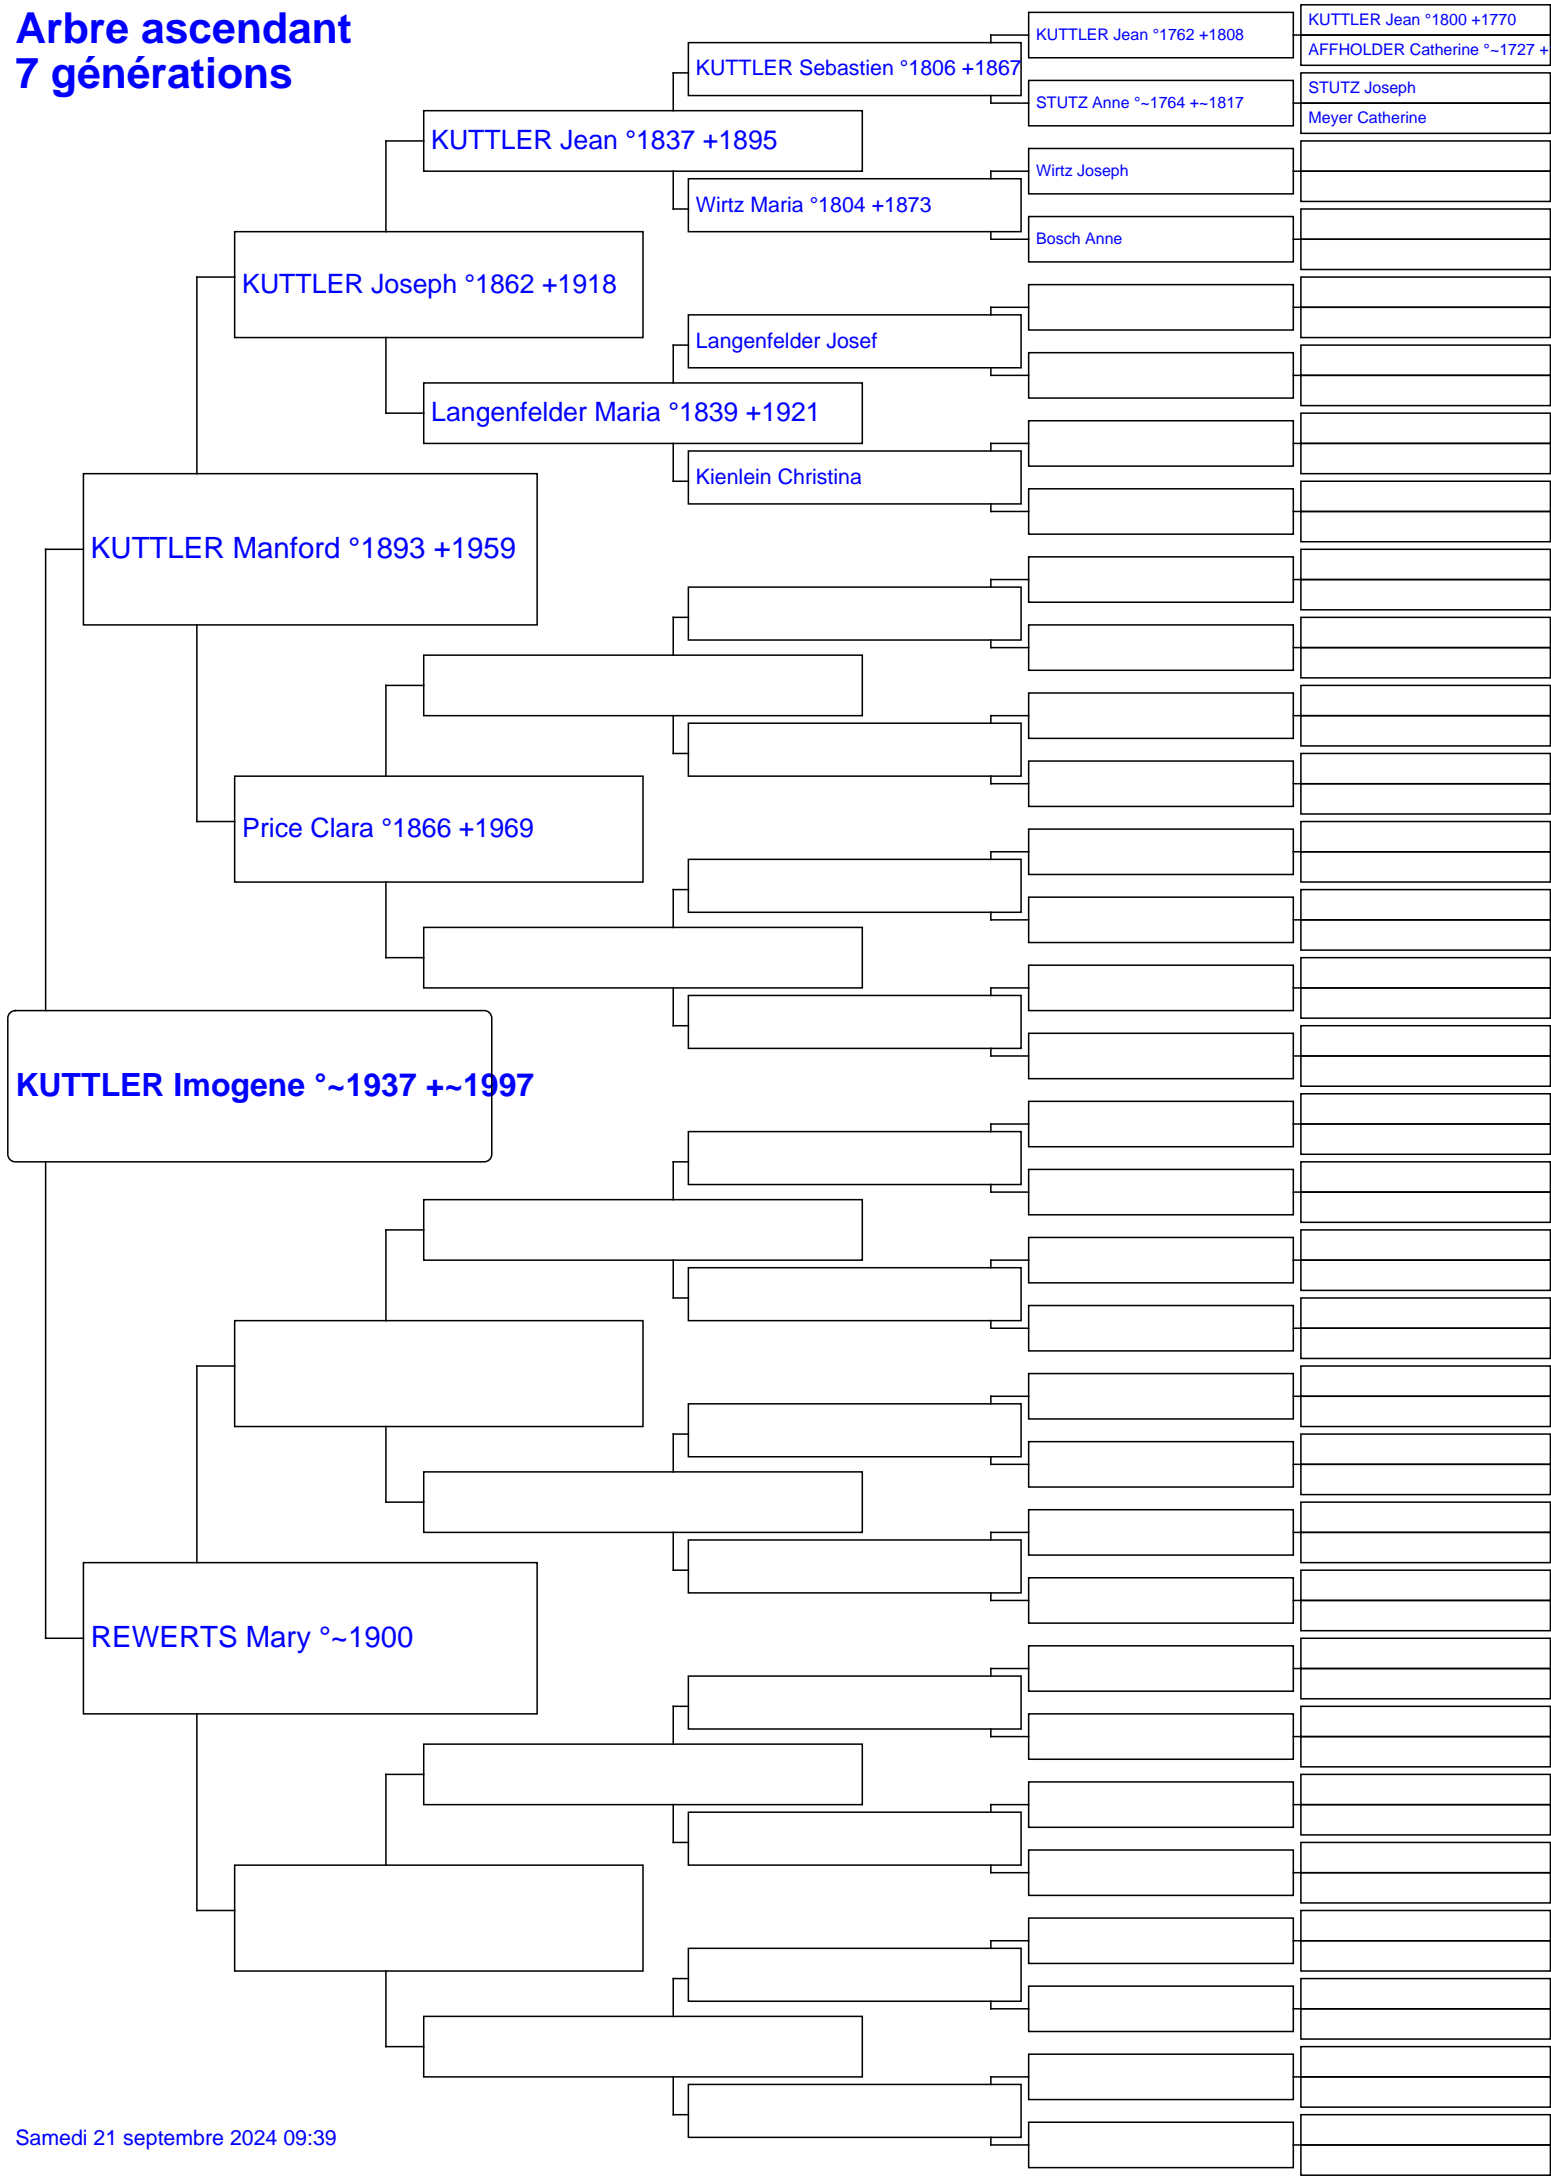 Arbre ascendant
7 générations
KUTTLER Jean °1800 +1770
KUTTLER Jean °1762 +1808
AFFHOLDER Catherine °~1727 +
KUTTLER Sebastien °1806 +1867
STUTZ Joseph
STUTZ Anne °~1764 +~1817
Meyer Catherine
KUTTLER Jean °1837 +1895
Wirtz Joseph
Wirtz Maria °1804 +1873
Bosch Anne
KUTTLER Joseph °1862 +1918
Langenfelder Josef
Langenfelder Maria °1839 +1921
Kienlein Christina
KUTTLER Manford °1893 +1959
Price Clara °1866 +1969
KUTTLER Imogene °~1937 +~1997
REWERTS Mary °~1900
Samedi 21 septembre 2024 09:39